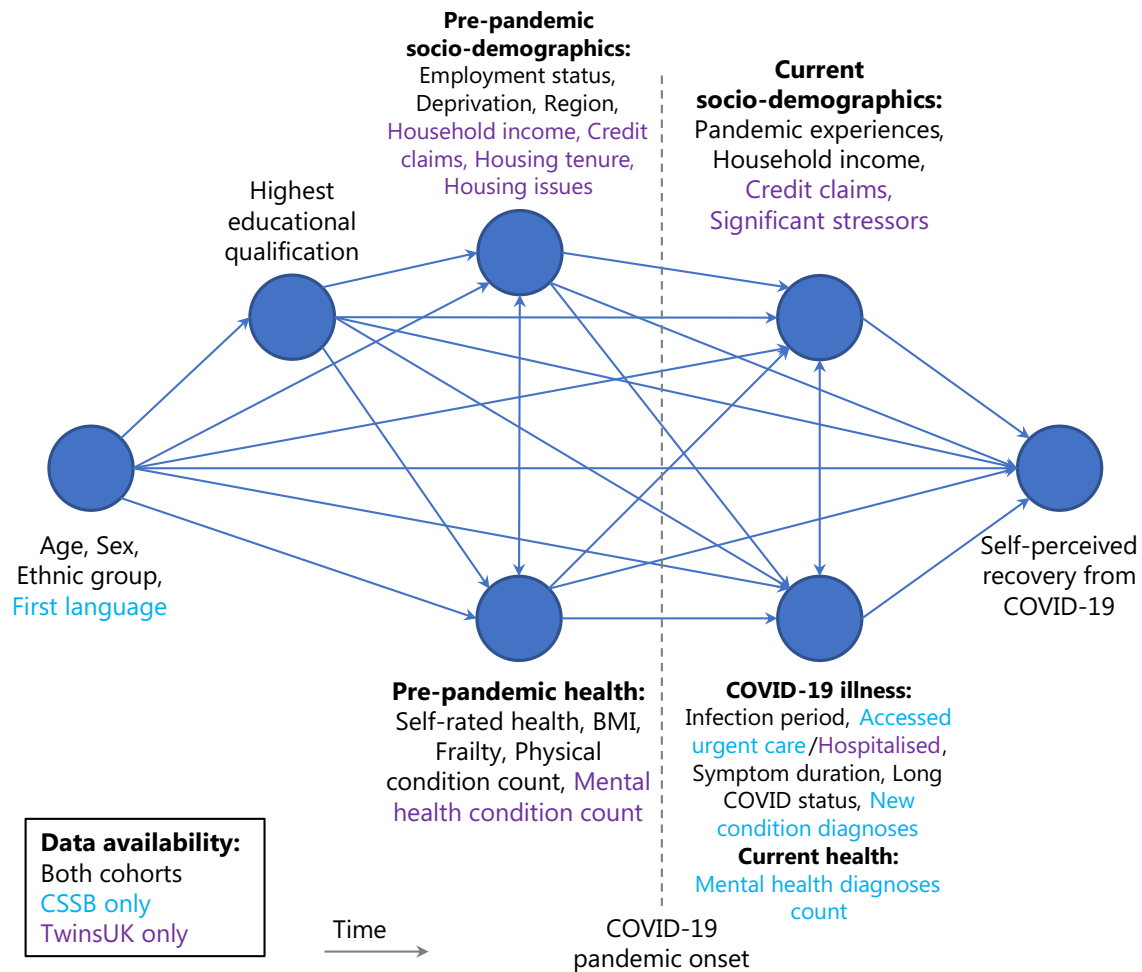 Pre-pandemic
socio-demographics:
Employment status,
Deprivation, Region,
Household income, Credit
claims, Housing tenure,
Housing issues
Current
socio-demographics:
Pandemic experiences,
Household income,
Credit claims,
Significant stressors
Highest
educational
qualification
Age, Sex,
Ethnic group,
First language
Self-perceived
recovery from
COVID-19
Pre-pandemic health:
Self-rated health, BMI,
Frailty, Physical
condition count, Mental
health condition count
COVID-19 illness:
Infection period, Accessed
urgent care/Hospitalised,
Symptom duration, Long
COVID status, New
condition diagnoses
Current health:
Mental health diagnoses
count
Data availability:
Both cohorts
CSSB only
TwinsUK only
Time
COVID-19
pandemic onset